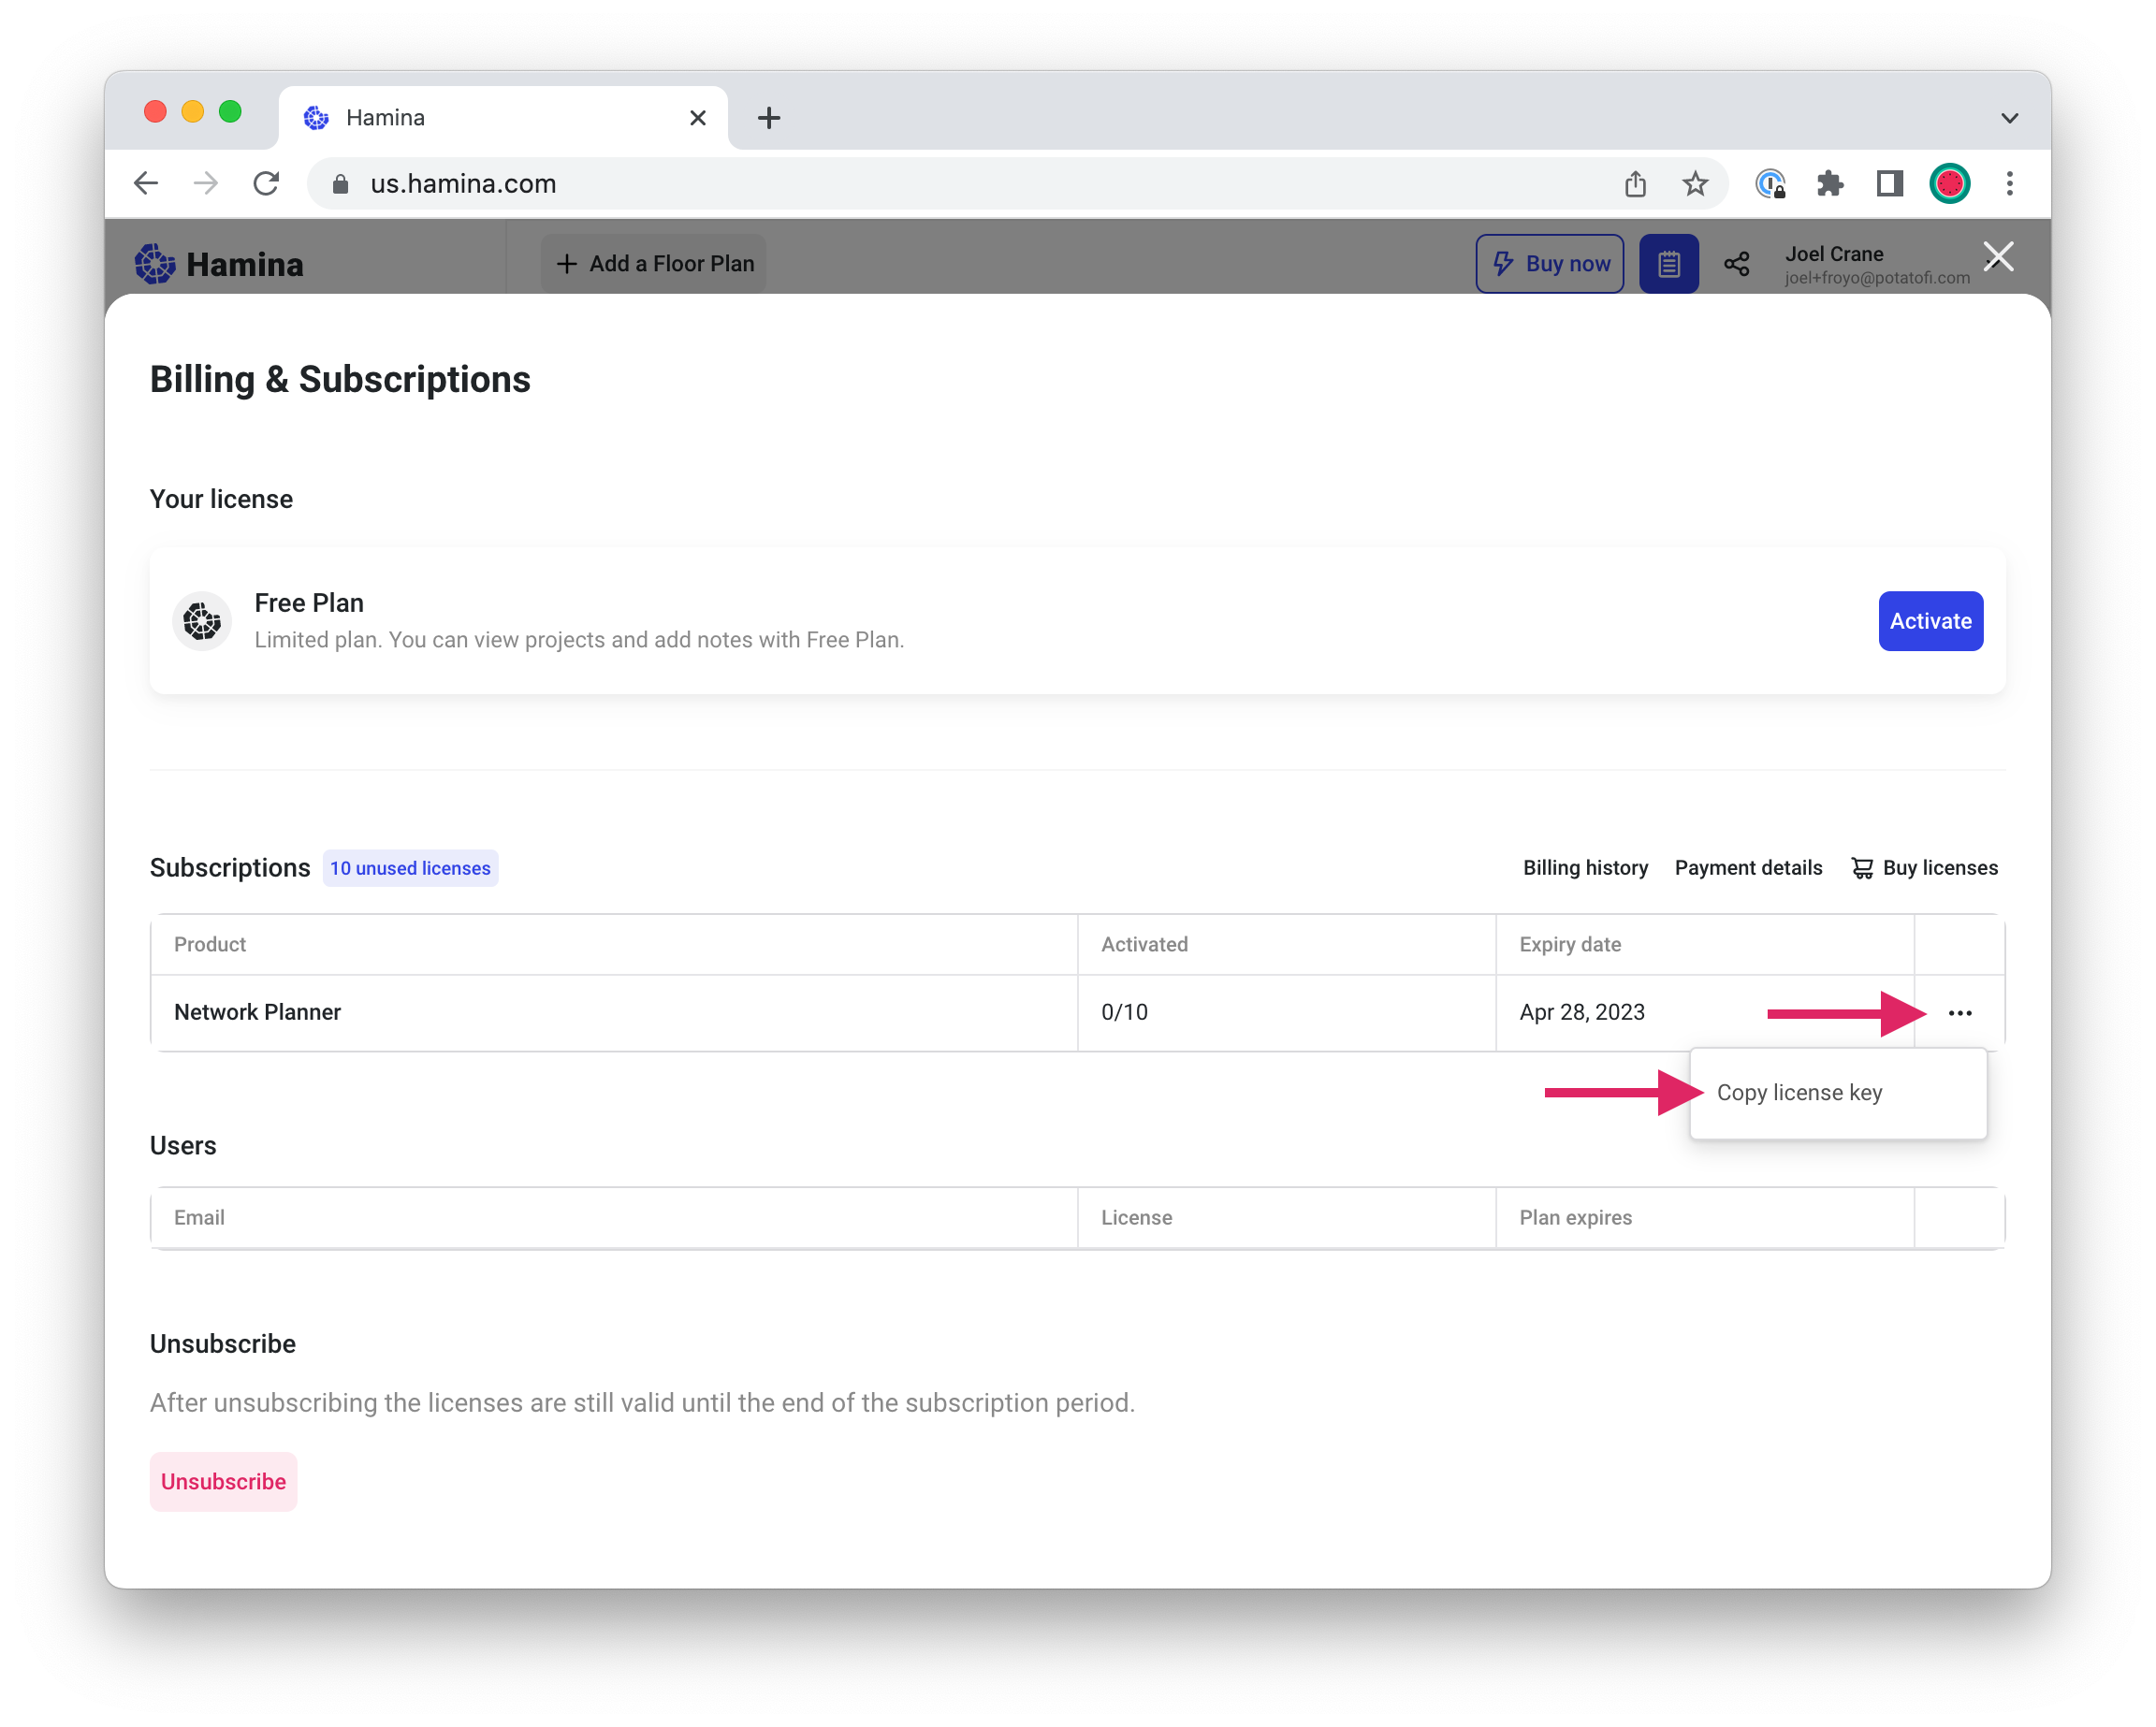 Hamina
us.hamina.com
Hamina
Add a Floor Plan
Buy now
Joel Crane
joel+froyo@potatofi.com
Billing & Subscriptions
Your license
Free Plan
Limited plan. You can view projects and add notes with Free Plan.
Activate
Subscriptions
10 unused licenses
Billing history
Payment details
Buy licenses
Product
Activated
Expiry date
Network Planner
0/10
Apr 28, 2023
Copy license key
Users
Email
License
Plan expires
Unsubscribe
After unsubscribing the licenses are still valid until the end of the subscription period.
Unsubscribe